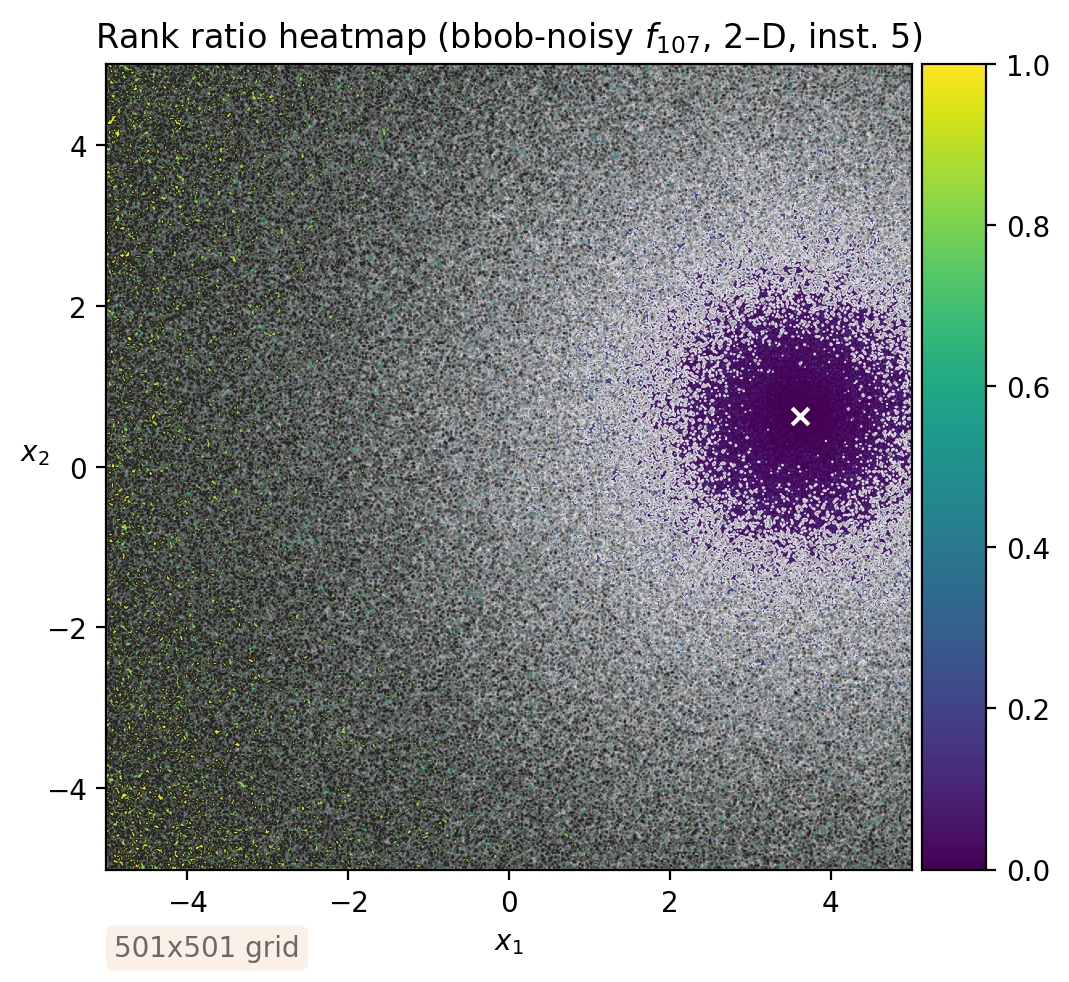 Rank ratio heatmap (bbob-noisy f₁₀₇, 2–D, inst. 5)
1.0
0.8
0.6
0.4
0.2
0.0
4
2
0
−2
−4
x₂
−4 −2 0 2 4
x₁
501x501 grid